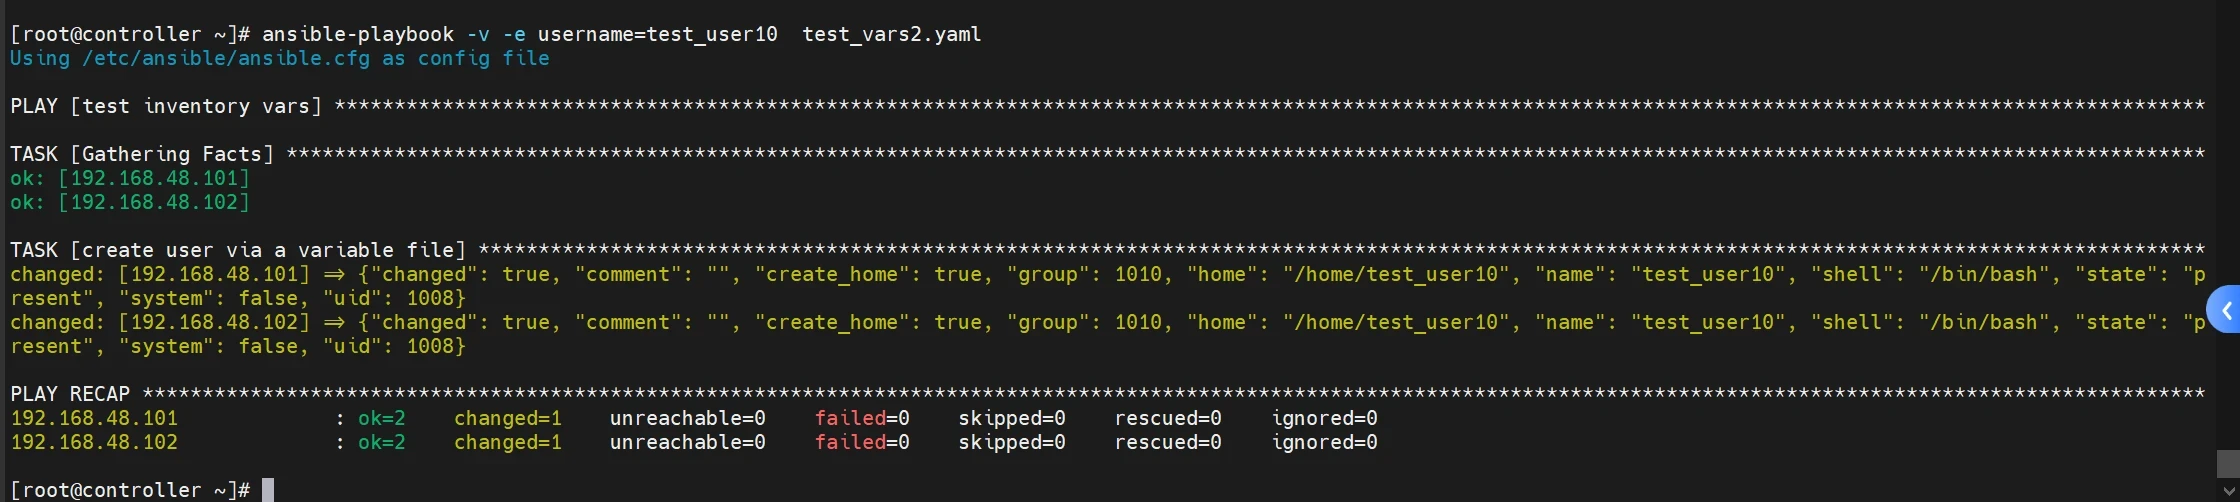 [root@controller ~]# ansible-playbook -v -e username=test_user10  test_vars2.yaml
Using /etc/ansible/ansible.cfg as config file
PLAY [test inventory vars] ************************************************************************************************************************************************************
TASK [Gathering Facts] ****************************************************************************************************************************************************************
ok: [192.168.48.101]
ok: [192.168.48.102]
TASK [create user via a variable file] ************************************************************************************************************************************************
changed: [192.168.48.101] => {"changed": true, "comment": "", "create_home": true, "group": 1010, "home": "/home/test_user10", "name": "test_user10", "shell": "/bin/bash", "state": "p
resent", "system": false, "uid": 1008}
changed: [192.168.48.102] => {"changed": true, "comment": "", "create_home": true, "group": 1010, "home": "/home/test_user10", "name": "test_user10", "shell": "/bin/bash", "state": "p
resent", "system": false, "uid": 1008}
PLAY RECAP ****************************************************************************************************************************************************************************
192.168.48.101             : ok=2    changed=1    unreachable=0    failed=0    skipped=0    rescued=0    ignored=0
192.168.48.102             : ok=2    changed=1    unreachable=0    failed=0    skipped=0    rescued=0    ignored=0
[root@controller ~]#